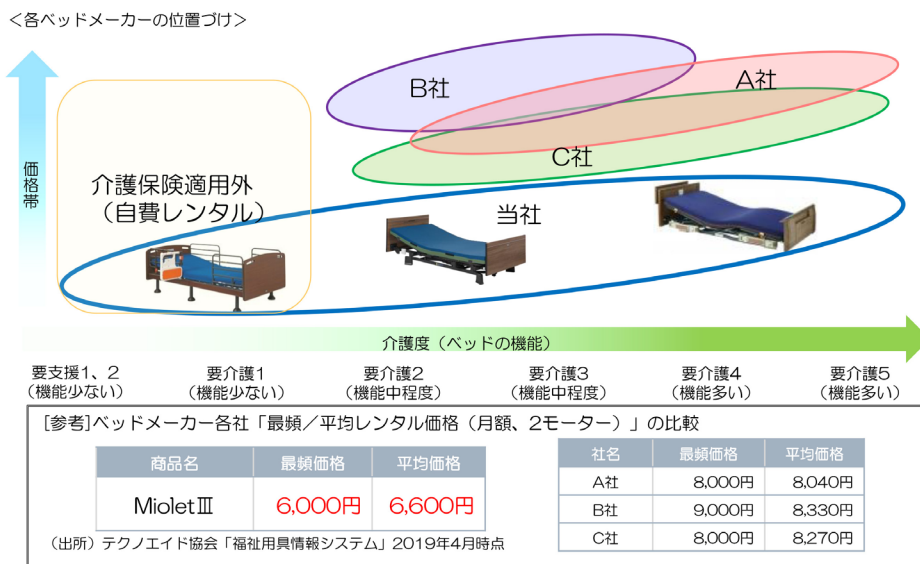 ＜各ベッドメーカーの位置づけ＞
価格帯
B社
A社
C社
介護保険適用外
（自費レンタル）
当社
介護度（ベッドの機能）
要支援1、2
（機能少ない）
要介護1
（機能少ない）
要介護2
（機能中程度）
要介護3
（機能中程度）
要介護4
（機能多い）
要介護5
（機能多い）
[参考]ベッドメーカー各社「最頻／平均レンタル価格（月額、2モーター）」の比較
商品名 最頻価格 平均価格
MioletⅢ 6,000円 6,600円
（出所）テクノエイド協会「福祉用具情報システム」2019年4月時点
社名 最頻価格 平均価格
A社 8,000円 8,040円
B社 9,000円 8,330円
C社 8,000円 8,270円